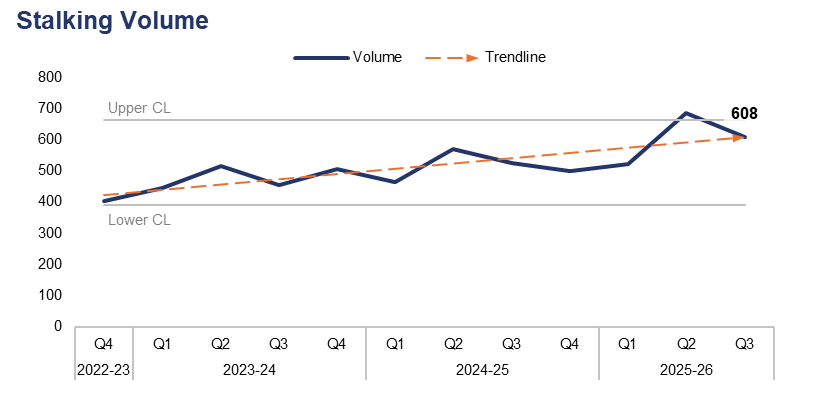 Stalking Volume
Volume Trendline
800
700
600
500
400
300
200
100
0
Upper CL
608
Lower CL
Q4 Q1 Q2 Q3 Q4 Q1 Q2 Q3 Q4 Q1 Q2 Q3
2022-23 2023-24 2024-25 2025-26